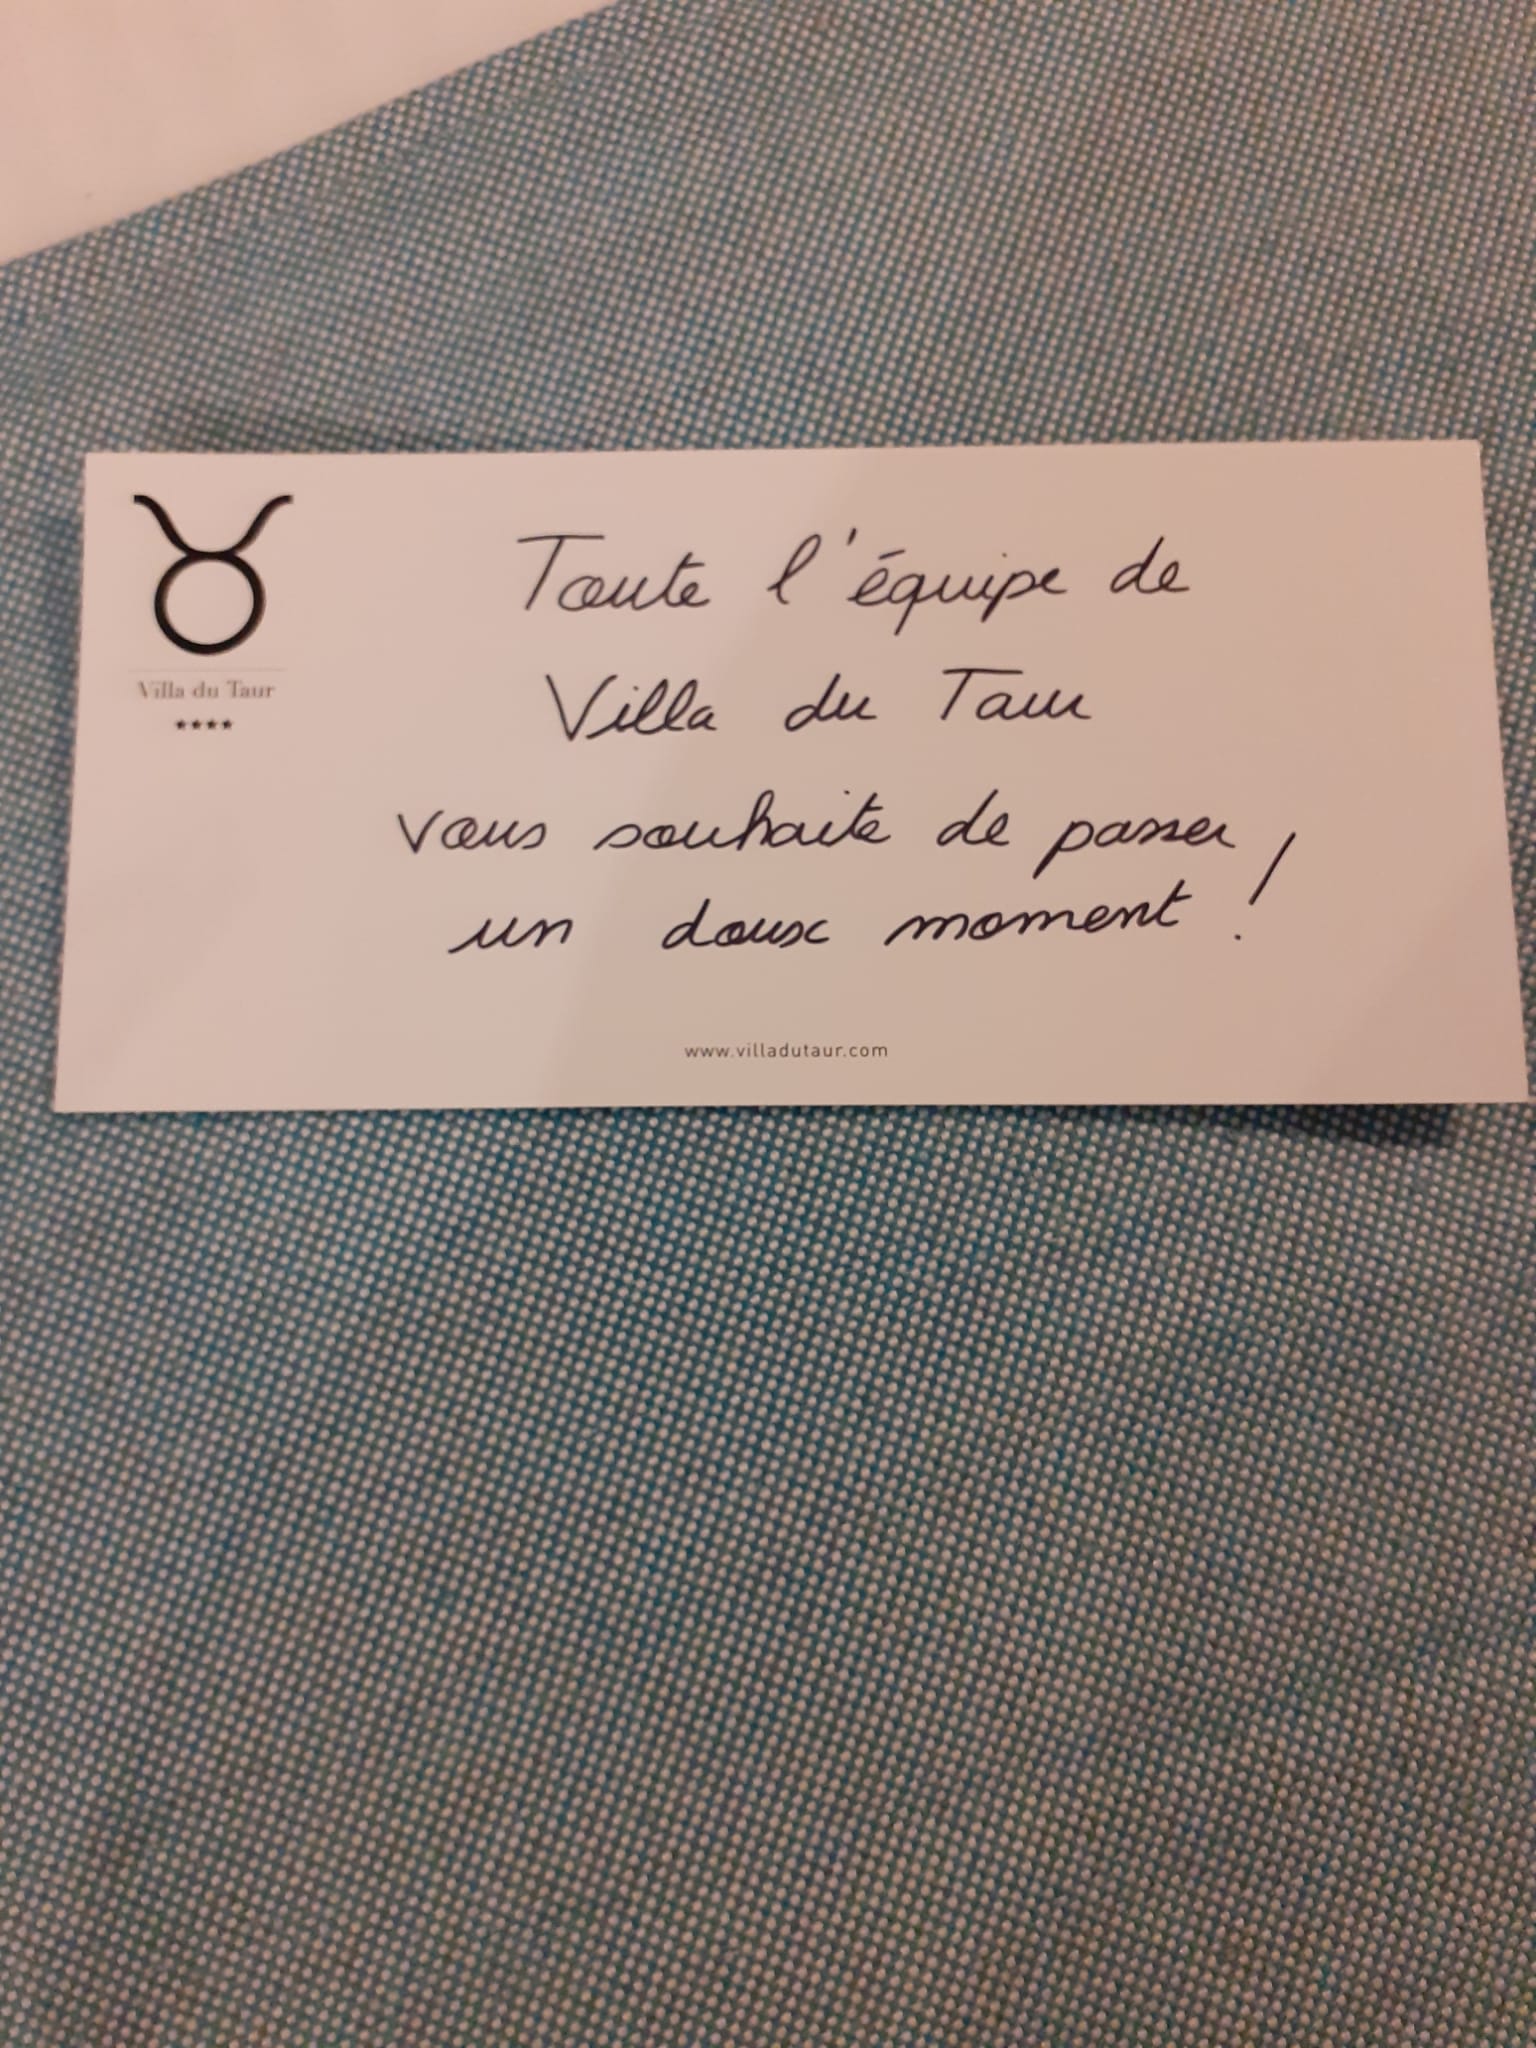 Villa du Taur
★★★★
Toute l'équipe de
Villa du Taur
vous souhaite de passer
un doux moment !
www.villadutaur.com